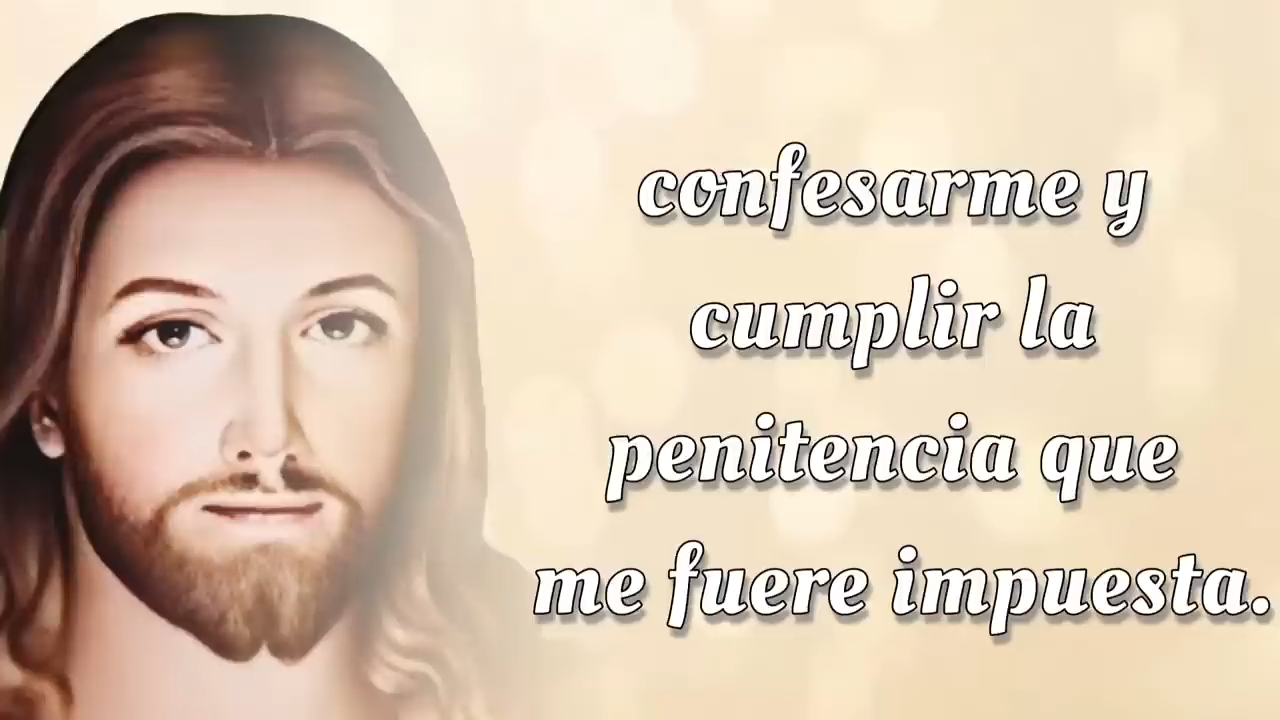 confesarme y
cumplir la
penitencia que
me fuere impuesta.